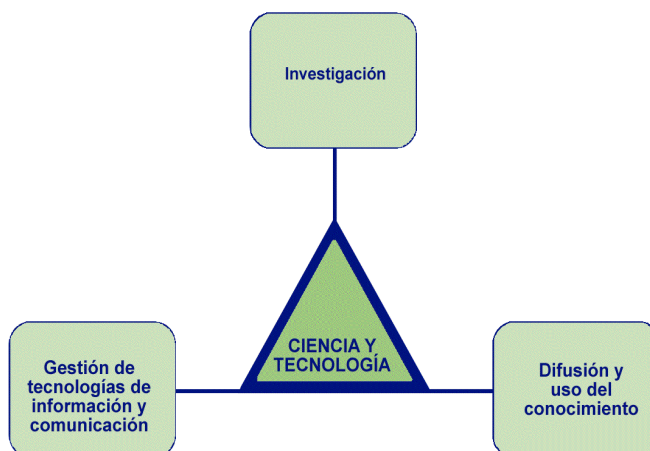 Investigación
CIENCIA Y
TECNOLOGÍA
Gestión de
tecnologías de
información y
comunicación
Difusión y
uso del
conocimiento